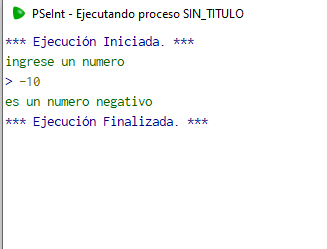 PSeInt - Ejecutando proceso SIN_TITULO
*** Ejecución Iniciada. ***
ingrese un numero
> -10
es un numero negativo
*** Ejecución Finalizada. ***